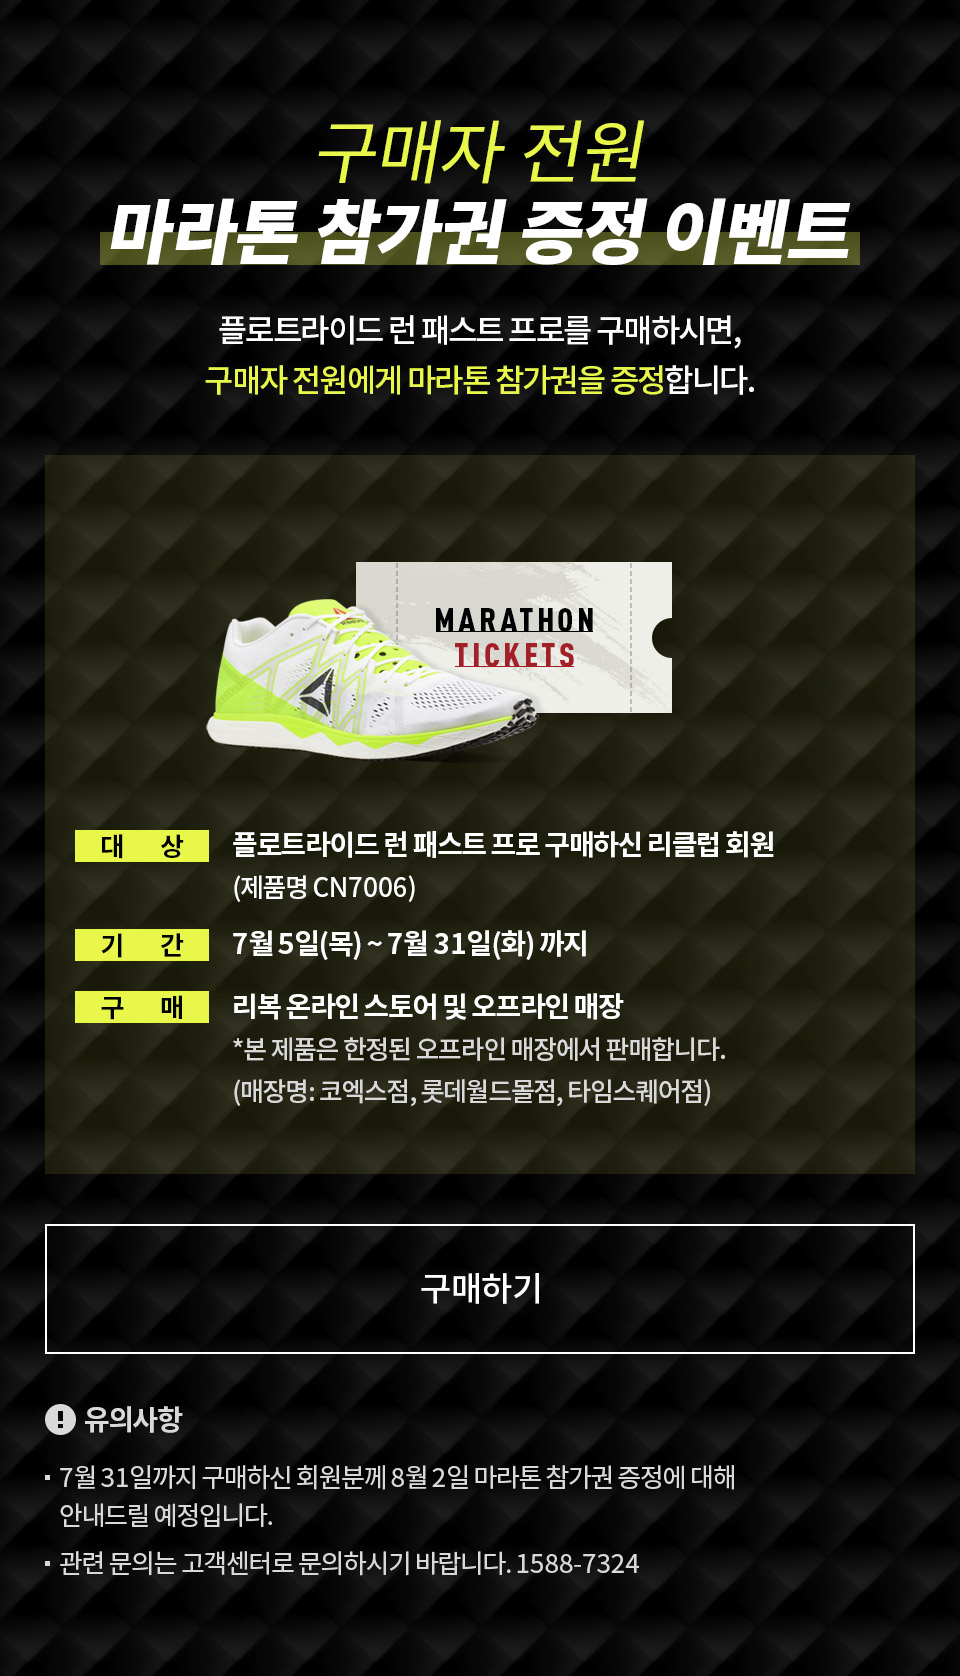 구매자 전원
마라톤 참가권 증정 이벤트
플로트라이드 런 패스트 프로를 구매하시면,
구매자 전원에게 마라톤 참가권을 증정합니다.
MARATHON
TICKETS
대 상 플로트라이드 런 패스트 프로 구매하신 리클럽 회원
(제품명 CN7006)
기 간 7월 5일(목) ~ 7월 31일(화) 까지
구 매 리복 온라인 스토어 및 오프라인 매장
*본 제품은 한정된 오프라인 매장에서 판매합니다.
(매장명: 코엑스점, 롯데월드몰점, 타임스퀘어점)
구매하기
! 유의사항
· 7월 31일까지 구매하신 회원분께 8월 2일 마라톤 참가권 증정에 대해
안내드릴 예정입니다.
· 관련 문의는 고객센터로 문의하시기 바랍니다. 1588-7324